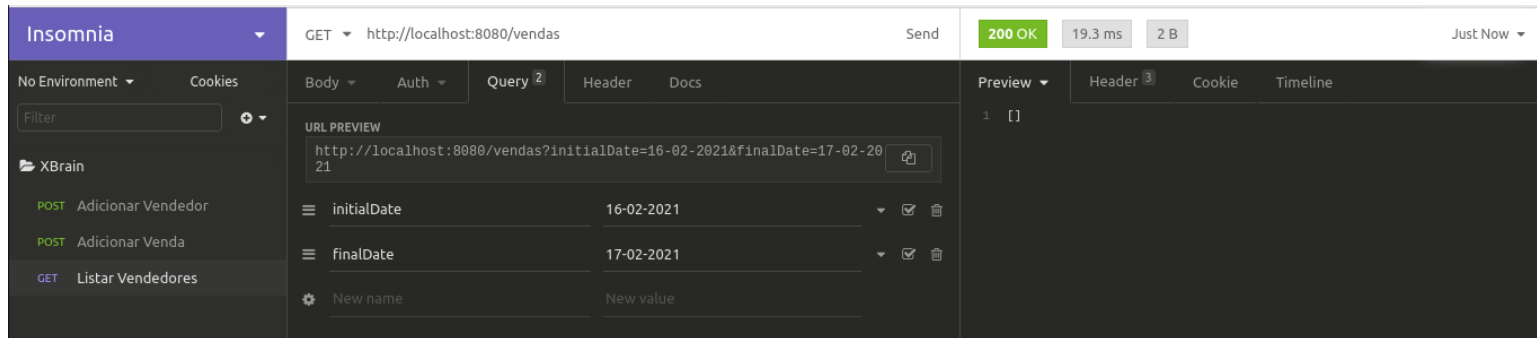 Insomnia
GET http://localhost:8080/vendas Send
200 OK 19.3 ms 2 B Just Now
No Environment Cookies
Filter
XBrain
POST Adicionar Vendedor
POST Adicionar Venda
GET Listar Vendedores
Body Auth Query 2 Header Docs
URL PREVIEW
http://localhost:8080/vendas?initialDate=16-02-2021&finalDate=17-02-20
21
initialDate 16-02-2021
finalDate 17-02-2021
New name New value
Preview Header 3 Cookie Timeline
1 []